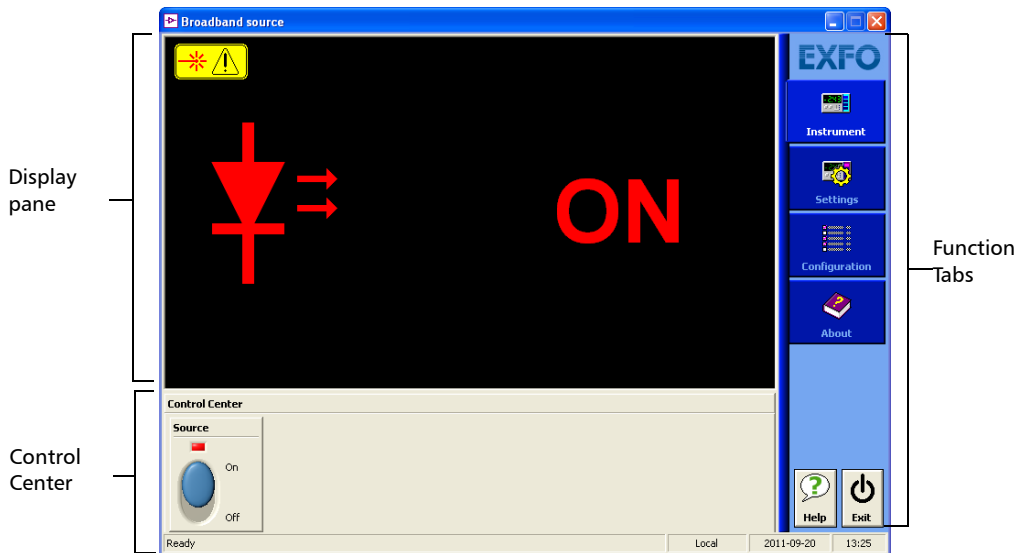 Broadband source
EXFO
Instrument
Settings
Configuration
About
ON
Display
pane
Function
Tabs
Control Center
Source
On
Off
Control
Center
Help
Exit
Ready
Local
2011-09-20
13:25